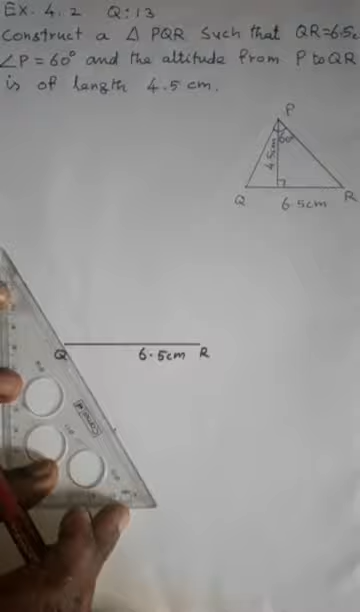 Ex. 4.2 Q:13
Construct a Δ PQR Such that QR=6.5c
∠P = 60° and the altitude from P to QR
is of length 4.5 cm.
P
4.5cm
60°
Q 6.5cm R
Q 6.5cm R